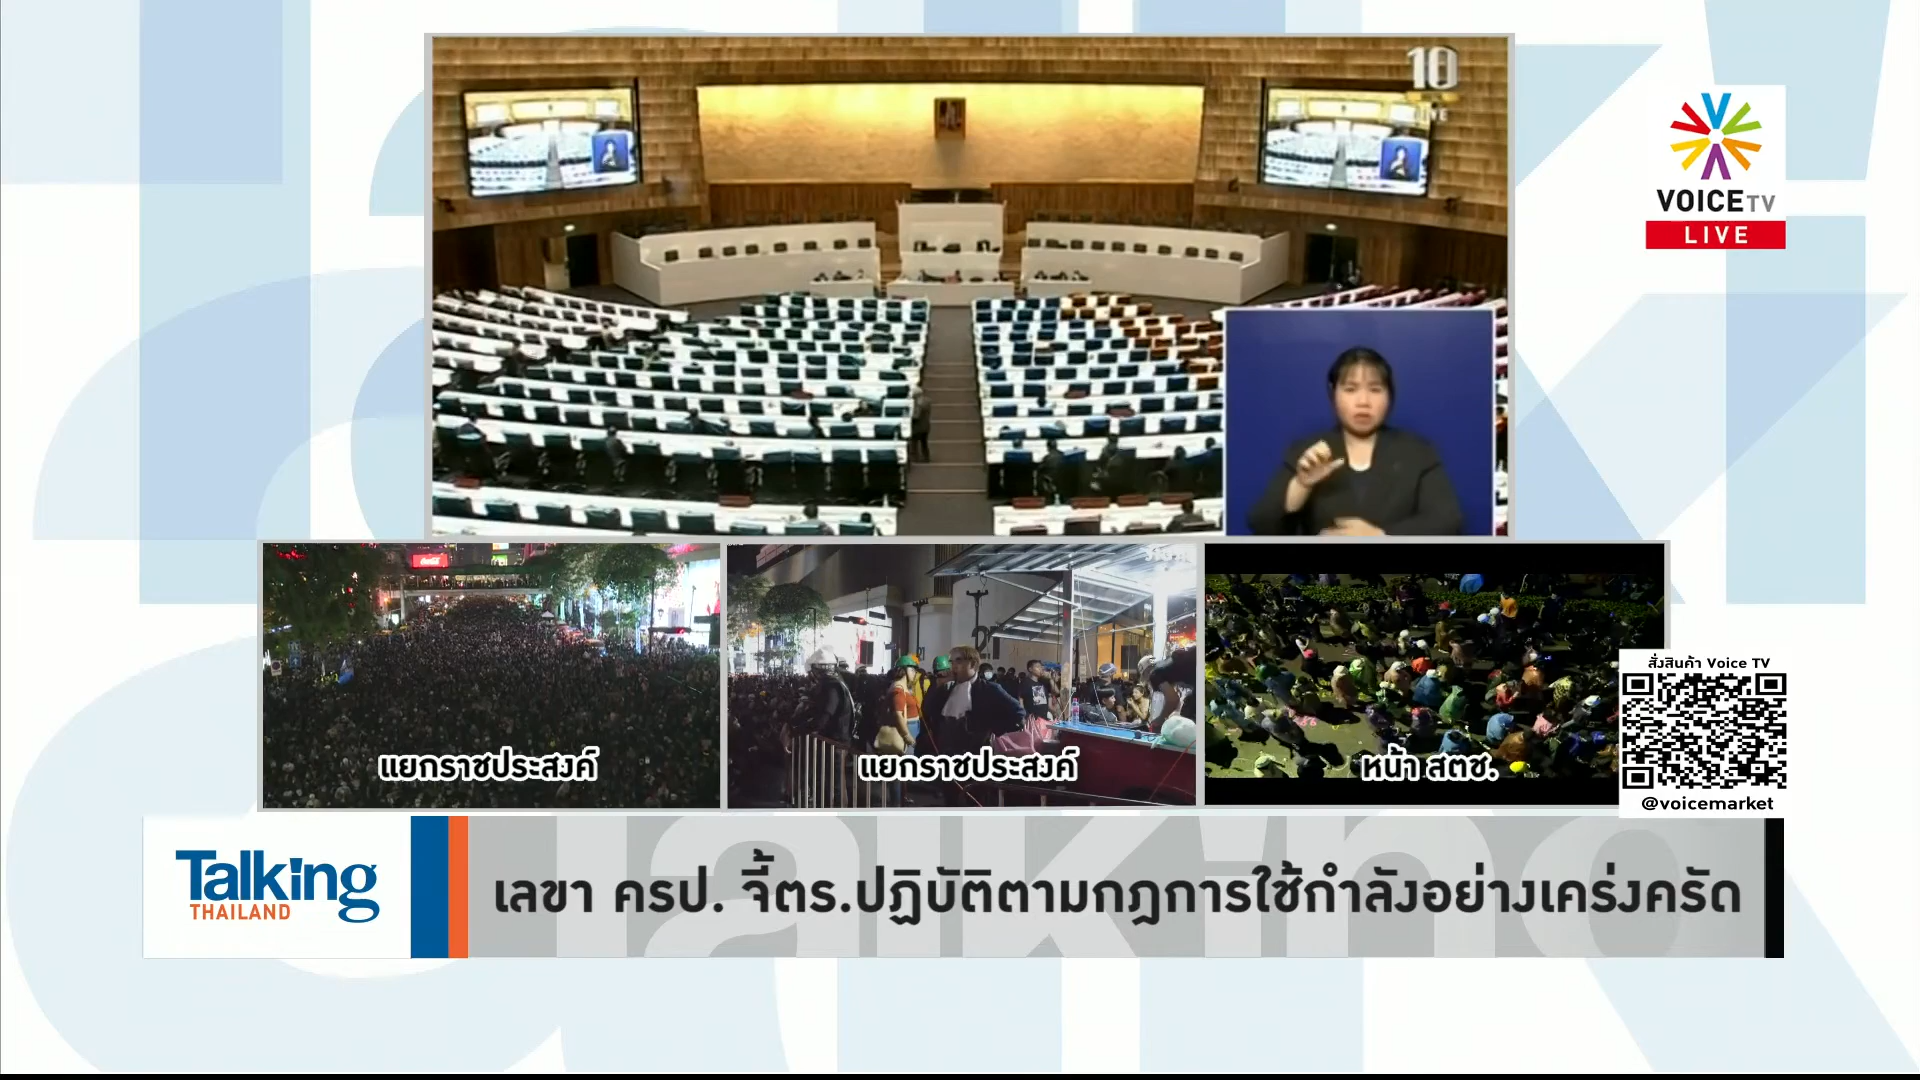 10
LIVE
VOICE TV
LIVE
แยกราชประสงค์
แยกราชประสงค์
หน้า สตช.
สั่งสินค้า Voice TV
@voicemarket
Talking
THAILAND
เลขา ครป. จี้ตร.ปฏิบัติตามกฎการใช้กำลังอย่างเคร่งครัด